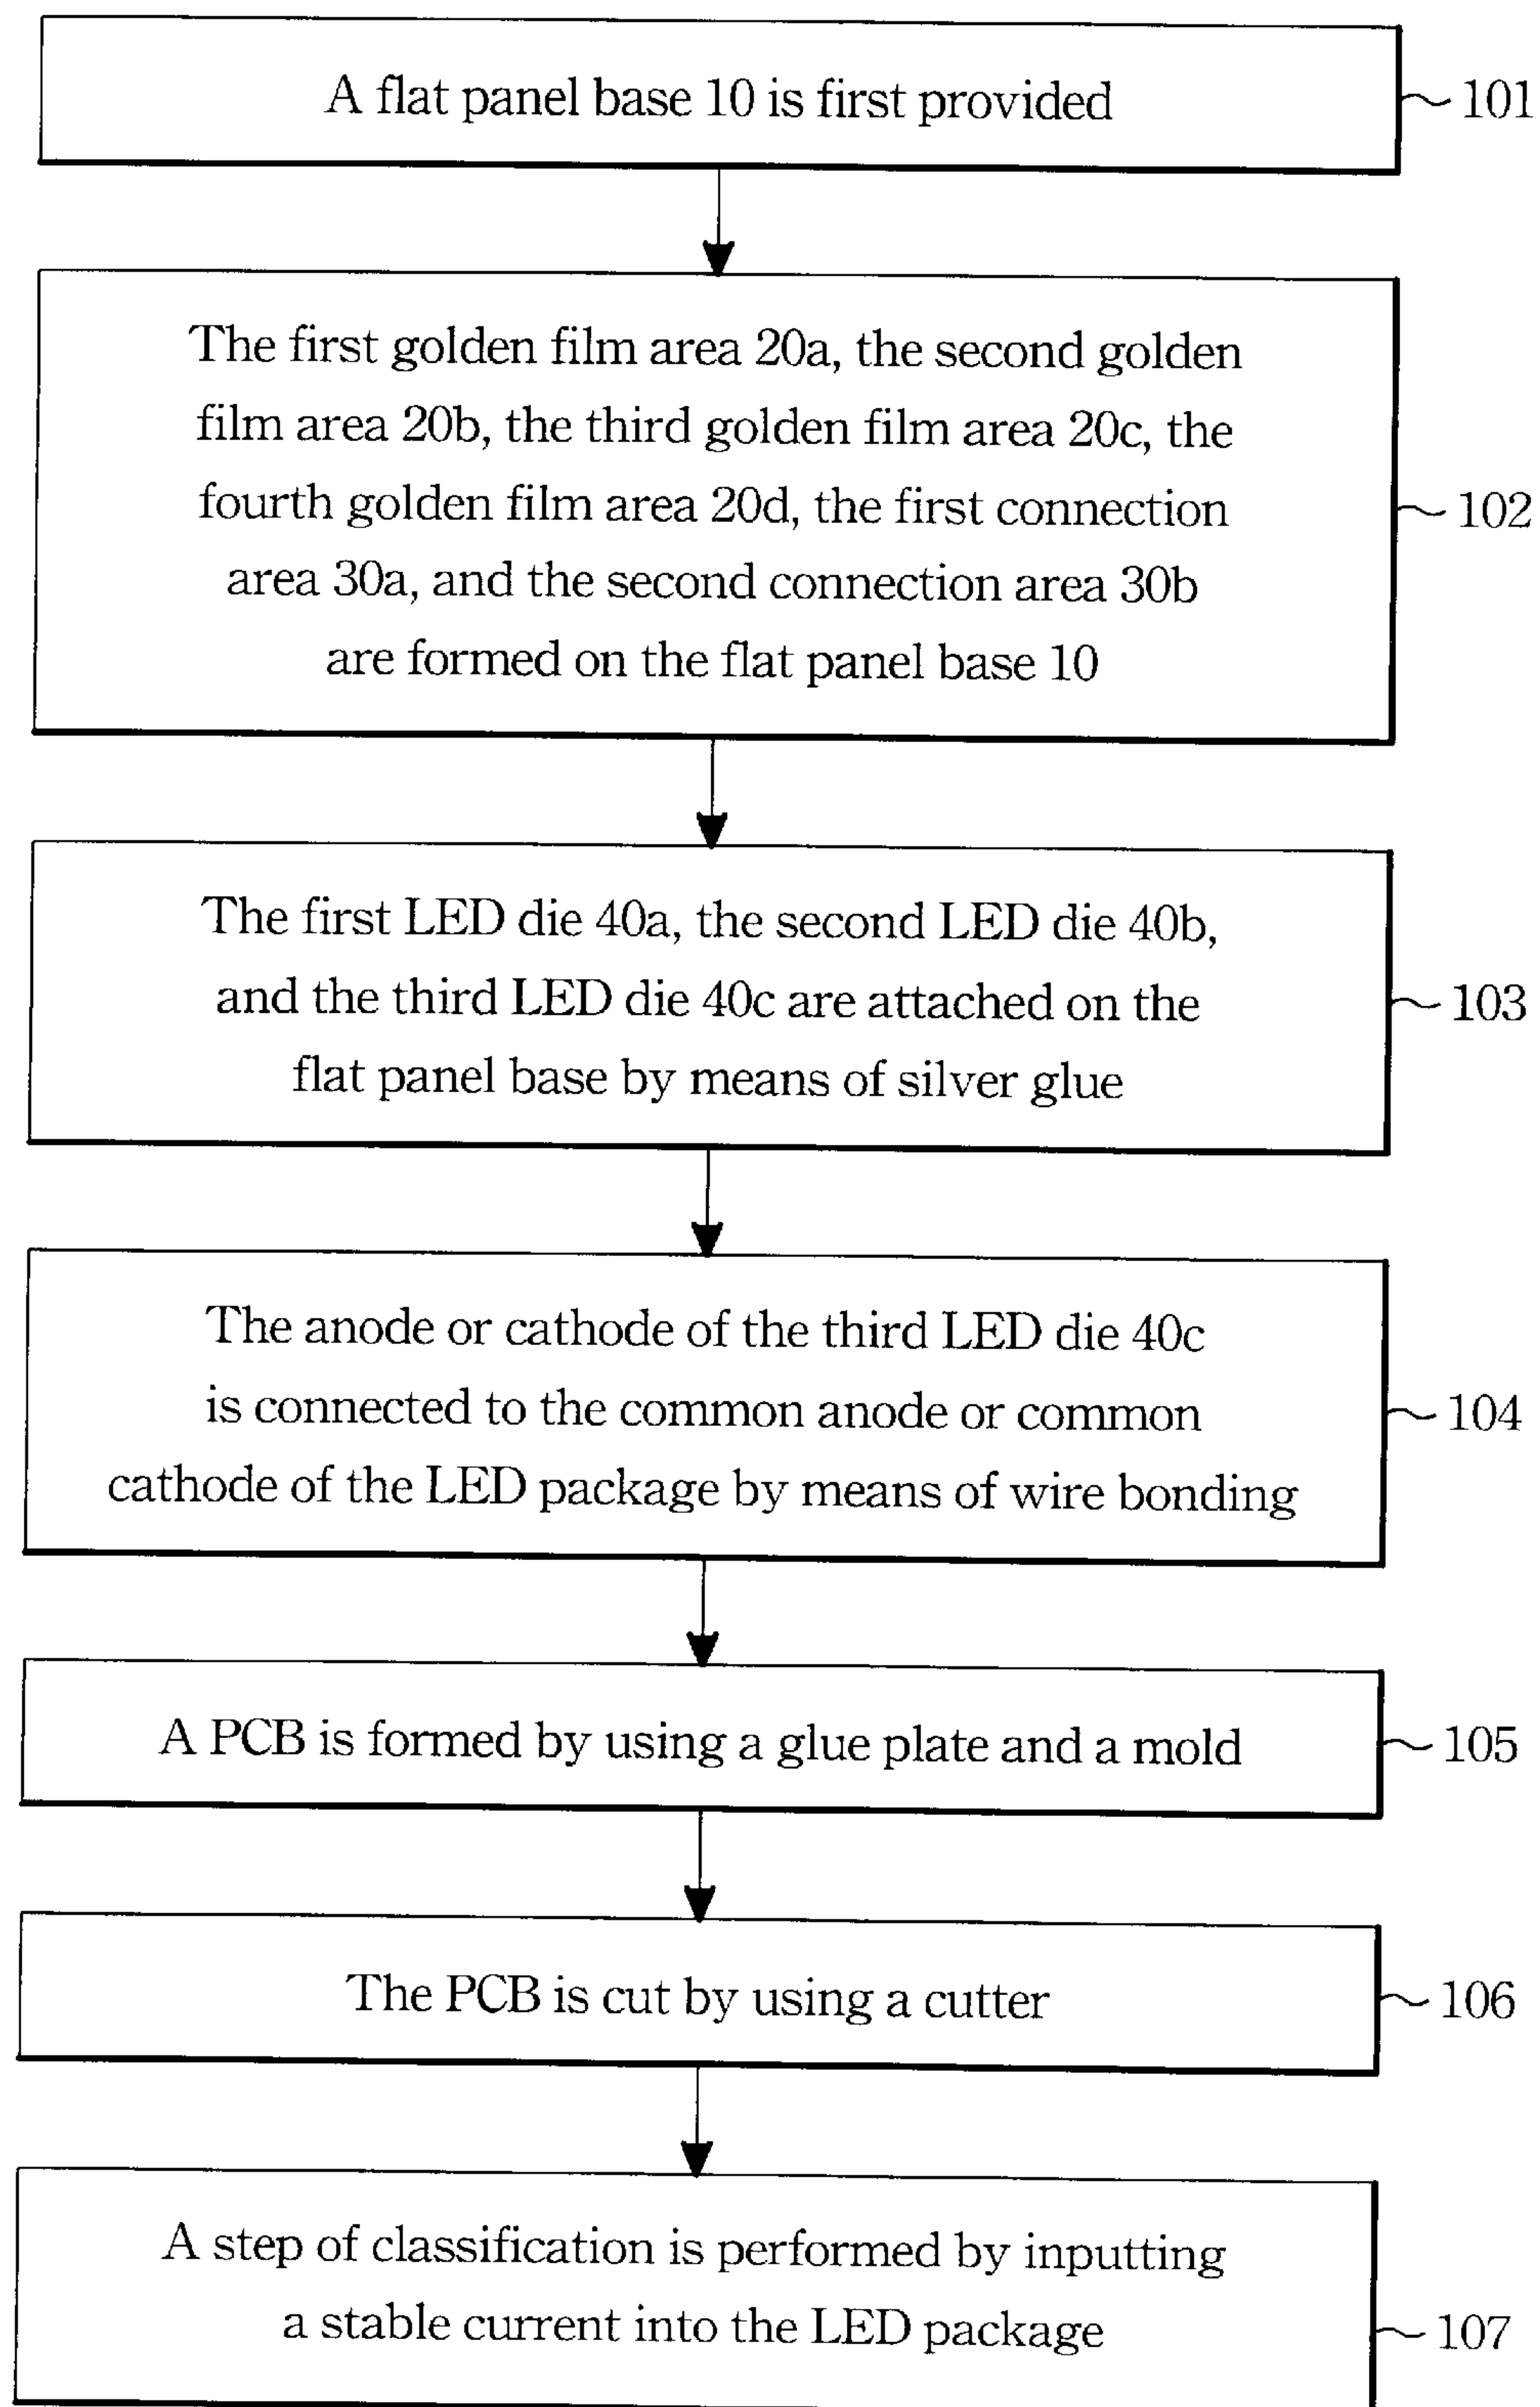 A flat panel base 10 is first provided
101
The first golden film area 20a, the second golden
film area 20b, the third golden film area 20c, the
fourth golden film area 20d, the first connection
area 30a, and the second connection area 30b
are formed on the flat panel base 10
102
The first LED die 40a, the second LED die 40b,
and the third LED die 40c are attached on the
flat panel base by means of silver glue
103
The anode or cathode of the third LED die 40c
is connected to the common anode or common
cathode of the LED package by means of wire bonding
104
A PCB is formed by using a glue plate and a mold
105
The PCB is cut by using a cutter
106
A step of classification is performed by inputting
a stable current into the LED package
107